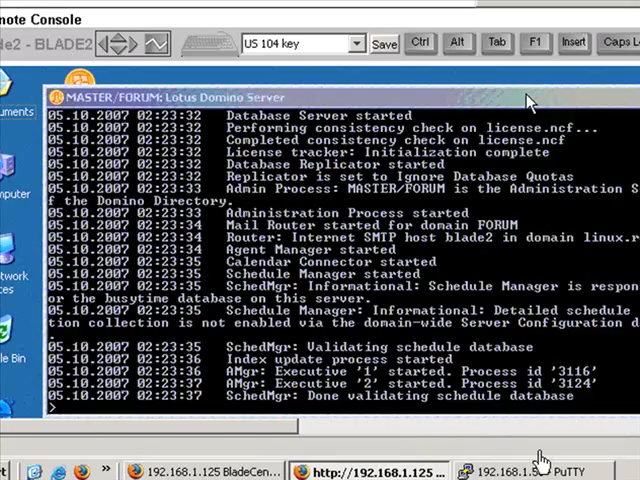 note Console
de2 - BLADE2
US 104 key
Save
Ctrl
Alt
Tab
F1
Insert
Caps L
uments
MASTER/FORUM: Lotus Domino Server
05.10.2007 02:23:32 Database Server started
05.10.2007 02:23:32 Performing consistency check on license.ncf...
05.10.2007 02:23:32 Completed consistency check on license.ncf
05.10.2007 02:23:32 License tracker: Initialization complete
05.10.2007 02:23:32 Database Replicator started
05.10.2007 02:23:32 Replicator is set to Ignore Database Quotas
05.10.2007 02:23:33 Admin Process: MASTER/FORUM is the Administration S
f the Domino Directory.
05.10.2007 02:23:33 Administration Process started
05.10.2007 02:23:34 Mail Router started for domain FORUM
05.10.2007 02:23:34 Router: Internet SMTP host blade2 in domain linux.r
05.10.2007 02:23:34 Agent Manager started
05.10.2007 02:23:35 Calendar Connector started
05.10.2007 02:23:35 Schedule Manager started
05.10.2007 02:23:35 SchedMgr: Informational: Schedule Manager is respon
or the busytime database on this server.
05.10.2007 02:23:35 Schedule Manager: Informational: Detailed schedule
tion collection is not enabled via the domain-wide Server Configuration d
.
05.10.2007 02:23:35 SchedMgr: Validating schedule database
05.10.2007 02:23:36 Index update process started
05.10.2007 02:23:36 AMgr: Executive '1' started. Process id '3116'
05.10.2007 02:23:37 AMgr: Executive '2' started. Process id '3124'
05.10.2007 02:23:37 SchedMgr: Done validating schedule database
>
mputer
twork
ces
le Bin
rt
»
192.168.1.125 BladeCen...
http://192.168.1.125 ...
PuTTY